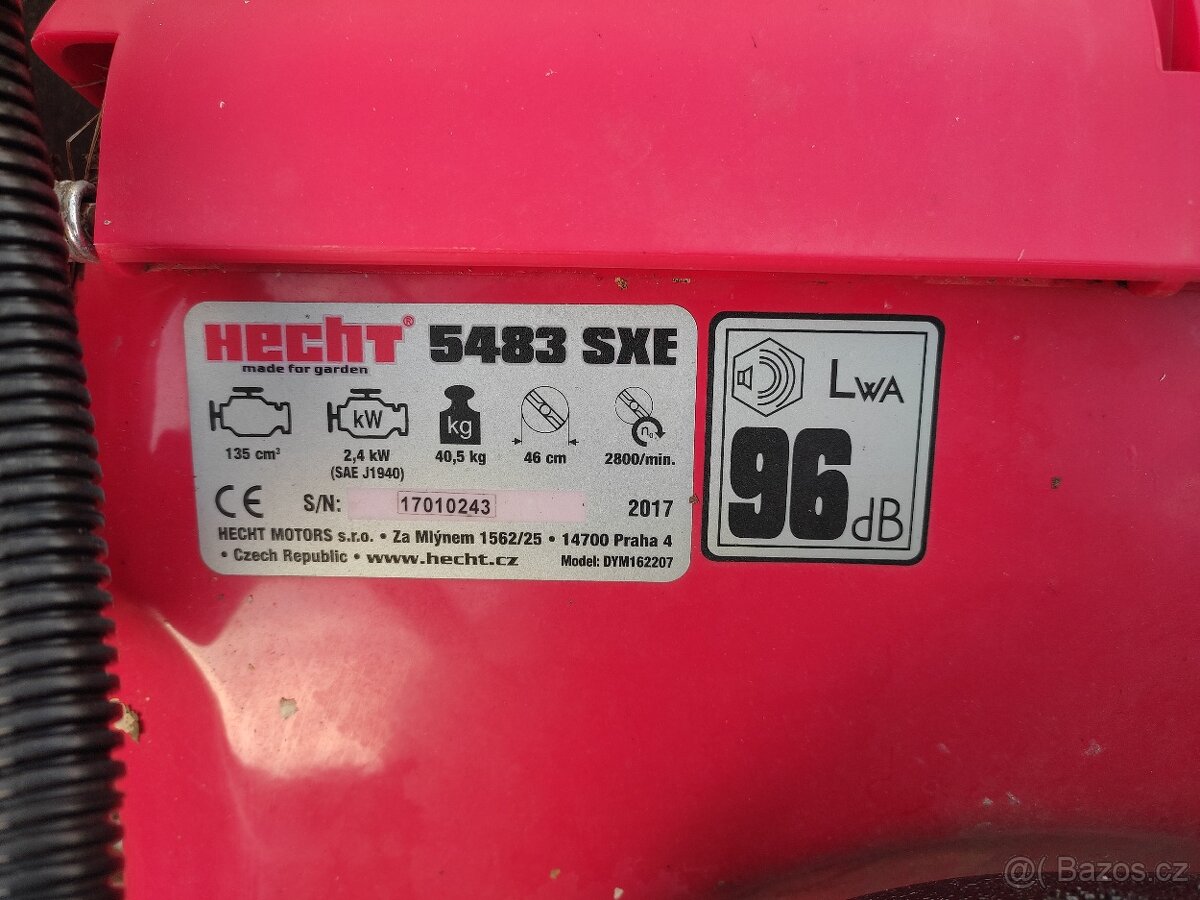 HECHT® 5483 SXE
made for garden
kW
kg
n₀
135 cm³
2,4 kW
(SAE J1940)
40,5 kg
46 cm
2800/min.
CE S/N: 17010243 2017
HECHT MOTORS s.r.o. • Za Mlýnem 1562/25 • 14700 Praha 4
• Czech Republic • www.hecht.cz Model: DYM162207
LWA
96 dB
@( Bazos.cz